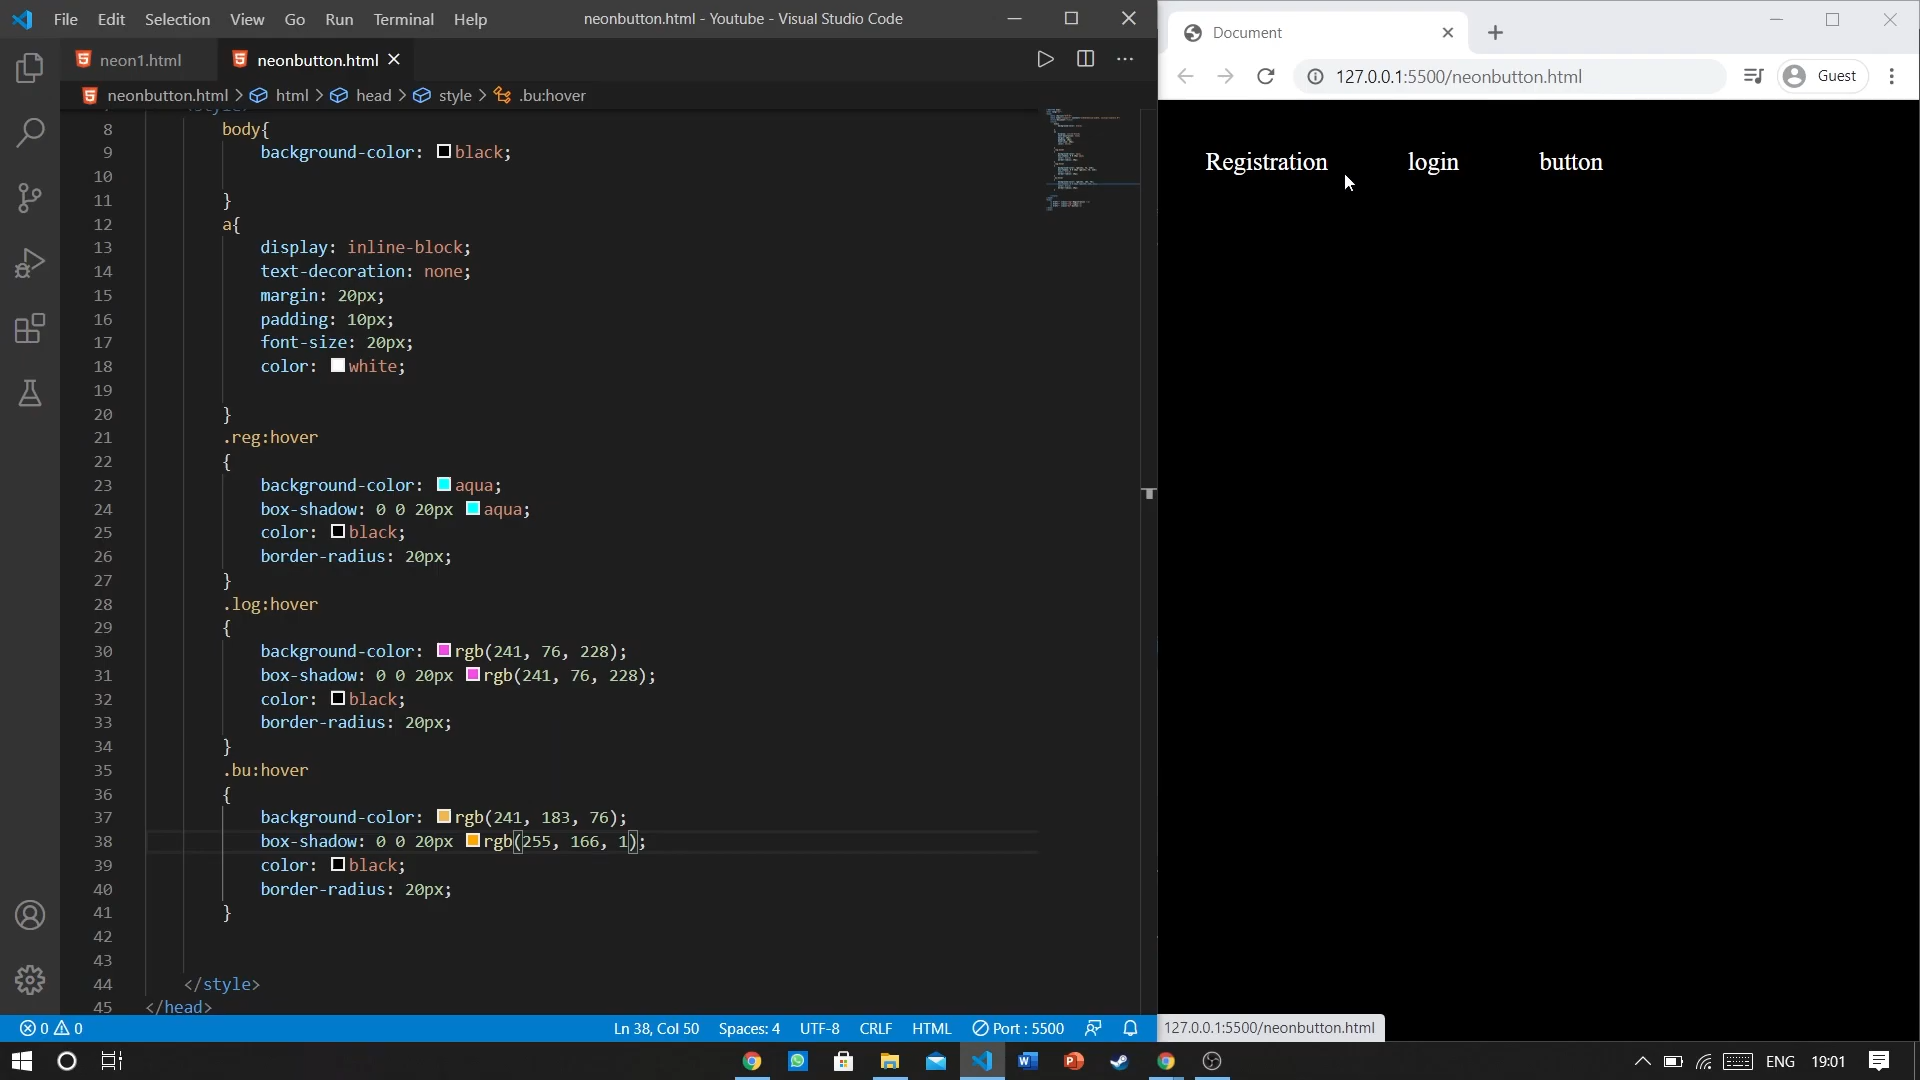 File Edit Selection View Go Run Terminal Help neonbutton.html - Youtube - Visual Studio Code
neon1.html neonbutton.html
neonbutton.html > html > head > style > .bu:hover
8 body{
9 background-color: black;
10
11 }
12 a{
13 display: inline-block;
14 text-decoration: none;
15 margin: 20px;
16 padding: 10px;
17 font-size: 20px;
18 color: white;
19
20 }
21 .reg:hover
22 {
23 background-color: aqua;
24 box-shadow: 0 0 20px aqua;
25 color: black;
26 border-radius: 20px;
27 }
28 .log:hover
29 {
30 background-color: rgb(241, 76, 228);
31 box-shadow: 0 0 20px rgb(241, 76, 228);
32 color: black;
33 border-radius: 20px;
34 }
35 .bu:hover
36 {
37 background-color: rgb(241, 183, 76);
38 box-shadow: 0 0 20px rgb(255, 166, 1);
39 color: black;
40 border-radius: 20px;
41 }
42
43
44 </style>
45 </head>
0 0 Ln 38, Col 50 Spaces: 4 UTF-8 CRLF HTML Port : 5500
Document
127.0.0.1:5500/neonbutton.html Guest
Registration login button
127.0.0.1:5500/neonbutton.html
ENG 19:01